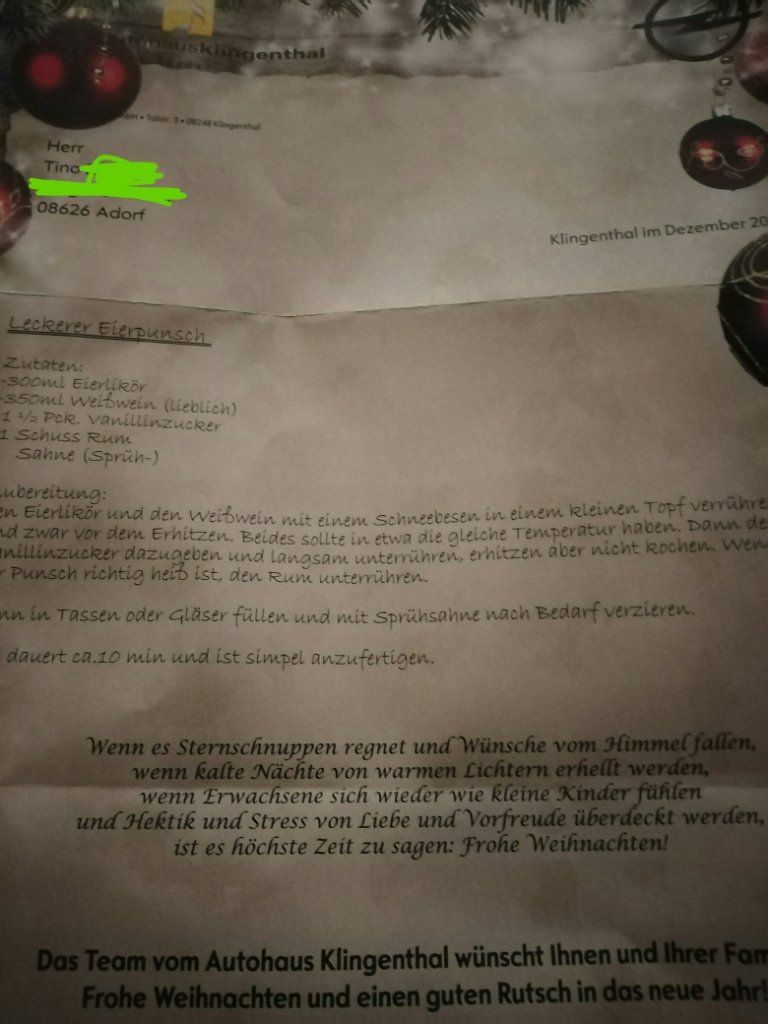 autohausklingenthal
GmbH • Talstr. 3 • 08248 Klingenthal
Herr
Tino
08626 Adorf
Klingenthal im Dezember 20
Leckerer Eierpunsch
Zutaten:
-300ml Eierlikör
-350ml Weißwein (lieblich)
1 ½ Pck. Vanillinzucker
1 Schuss Rum
Sahne (Sprüh-)
ubereitung:
en Eierlikör und den Weißwein mit einem Schneebesen in einem kleinen Topf verrühre
nd zwar vor dem Erhitzen. Beides sollte in etwa die gleiche Temperatur haben. Dann de
anillinzucker dazugeben und langsam unterrühren, erhitzen aber nicht kochen. Wen
r Punsch richtig heiß ist, den Rum unterrühren.
nn in Tassen oder Gläser füllen und mit Sprühsahne nach Bedarf verzieren.
dauert ca.10 min und ist simpel anzufertigen.
Wenn es Sternschnuppen regnet und Wünsche vom Himmel fallen,
wenn kalte Nächte von warmen Lichtern erhellt werden,
wenn Erwachsene sich wieder wie kleine Kinder fühlen
und Hektik und Stress von Liebe und Vorfreude überdeckt werden,
ist es höchste Zeit zu sagen: Frohe Weihnachten!
Das Team vom Autohaus Klingenthal wünscht Ihnen und Ihrer Fam
Frohe Weihnachten und einen guten Rutsch in das neue Jahr!